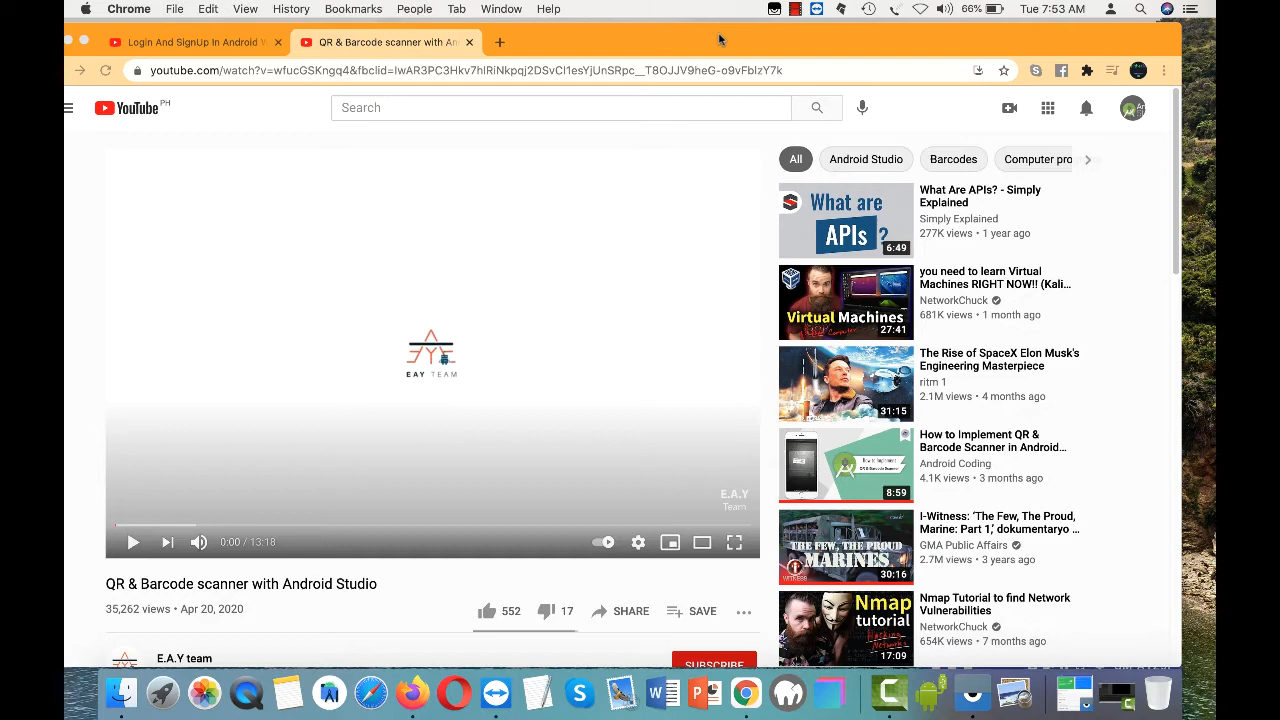 Chrome File Edit View History Bookmarks People Tab Window Help 66% Tue 7:53 AM
Login And SignUp In Android W QR & Barcode scanner with An
youtube.com/watch?v=wfucGSKngq4&fbclid=IwAR3PC3Hkv7PRiNkpqj2DSvCI1esYjUnSRpc__T8OJJV9heG-o9vFbIzY7k
YouTube PH
Search
All Android Studio Barcodes Computer pro
EAY TEAM
E.A.Y
Team
0:00 / 13:18
QR & Barcode scanner with Android Studio
35,262 views • Apr 20, 2020
552 17 SHARE SAVE
E.A.Y team
SUBSCRIBE
What are
APIs ?
6:49
What Are APIs? - Simply
Explained
Simply Explained
277K views • 1 year ago
Virtual Machines
27:41
you need to learn Virtual
Machines RIGHT NOW!! (Kali...
NetworkChuck
681K views • 1 month ago
31:15
The Rise of SpaceX Elon Musk's
Engineering Masterpiece
ritm 1
2.1M views • 4 months ago
How to Implement
QR & Barcode Scanner
8:59
How to Implement QR &
Barcode Scanner in Android...
Android Coding
4.1K views • 3 months ago
THE FEW, THE PROUD
MARINES
WITNESS
30:16
I-Witness: ‘The Few, The Proud,
Marine: Part 1,’ dokumentaryo ...
GMA Public Affairs
2.7M views • 3 years ago
Nmap
tutorial
17:09
Nmap Tutorial to find Network
Vulnerabilities
NetworkChuck
654K views • 7 months ago